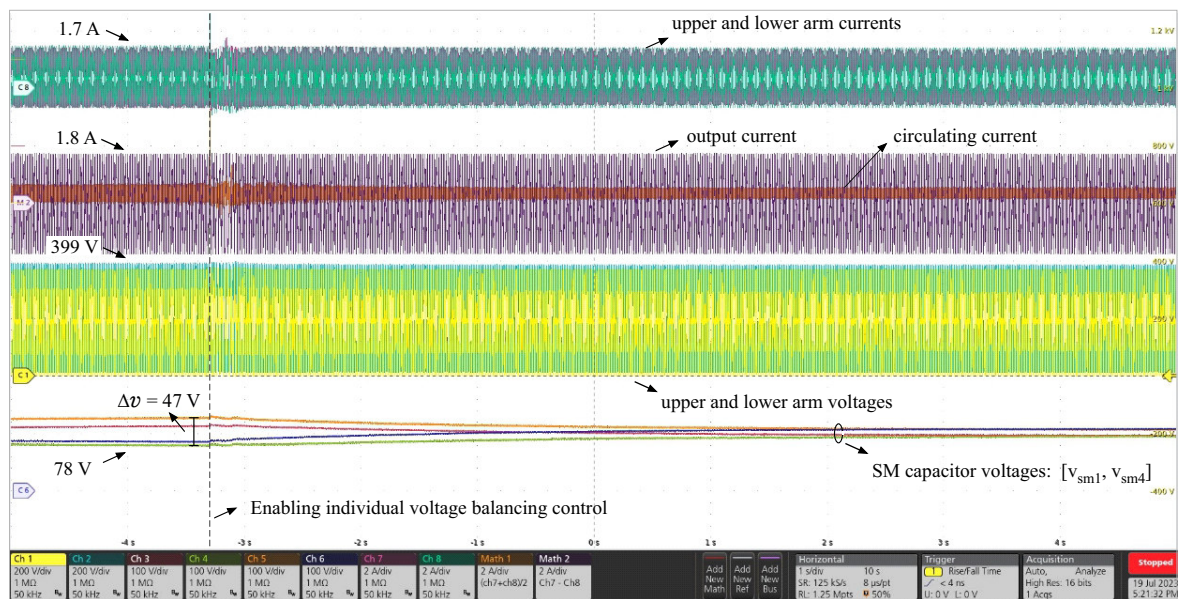 1.7 A
upper and lower arm currents
1.2 kV
C 8
1.8 A
output current
circulating current
800 V
M 2
399 V
400 V
200 V
C 1
Δv = 47 V
upper and lower arm voltages
-200 V
78 V
SM capacitor voltages: [v_sm1, v_sm4]
C 6
-400 V
Enabling individual voltage balancing control
-4 s -3 s -2 s -1 s 0 s 1 s 2 s 3 s 4 s
Ch 1 Ch 2 Ch 3 Ch 4 Ch 5 Ch 6 Ch 7 Ch 8 Math 1 Math 2
200 V/div 200 V/div 100 V/div 100 V/div 100 V/div 100 V/div 2 A/div 2 A/div 2 A/div 2 A/div
1 MΩ 1 MΩ 1 MΩ 1 MΩ 1 MΩ 1 MΩ 1 MΩ 1 MΩ (ch7+ch8)/2 Ch7 - Ch8
50 kHz 50 kHz 50 kHz 50 kHz 50 kHz 50 kHz 50 kHz 50 kHz
Add New Math
Add New Ref
Add New Bus
Horizontal
1 s/div 10 s
SR: 125 kS/s 8 µs/pt
RL: 1.25 Mpts 50%
Trigger
1 Rise/Fall Time
< 4 ns
U: 0 V L: 0 V
Acquisition
Auto, Analyze
High Res: 16 bits
1 Acqs
Stopped
19 Jul 2023
5:21:32 PM